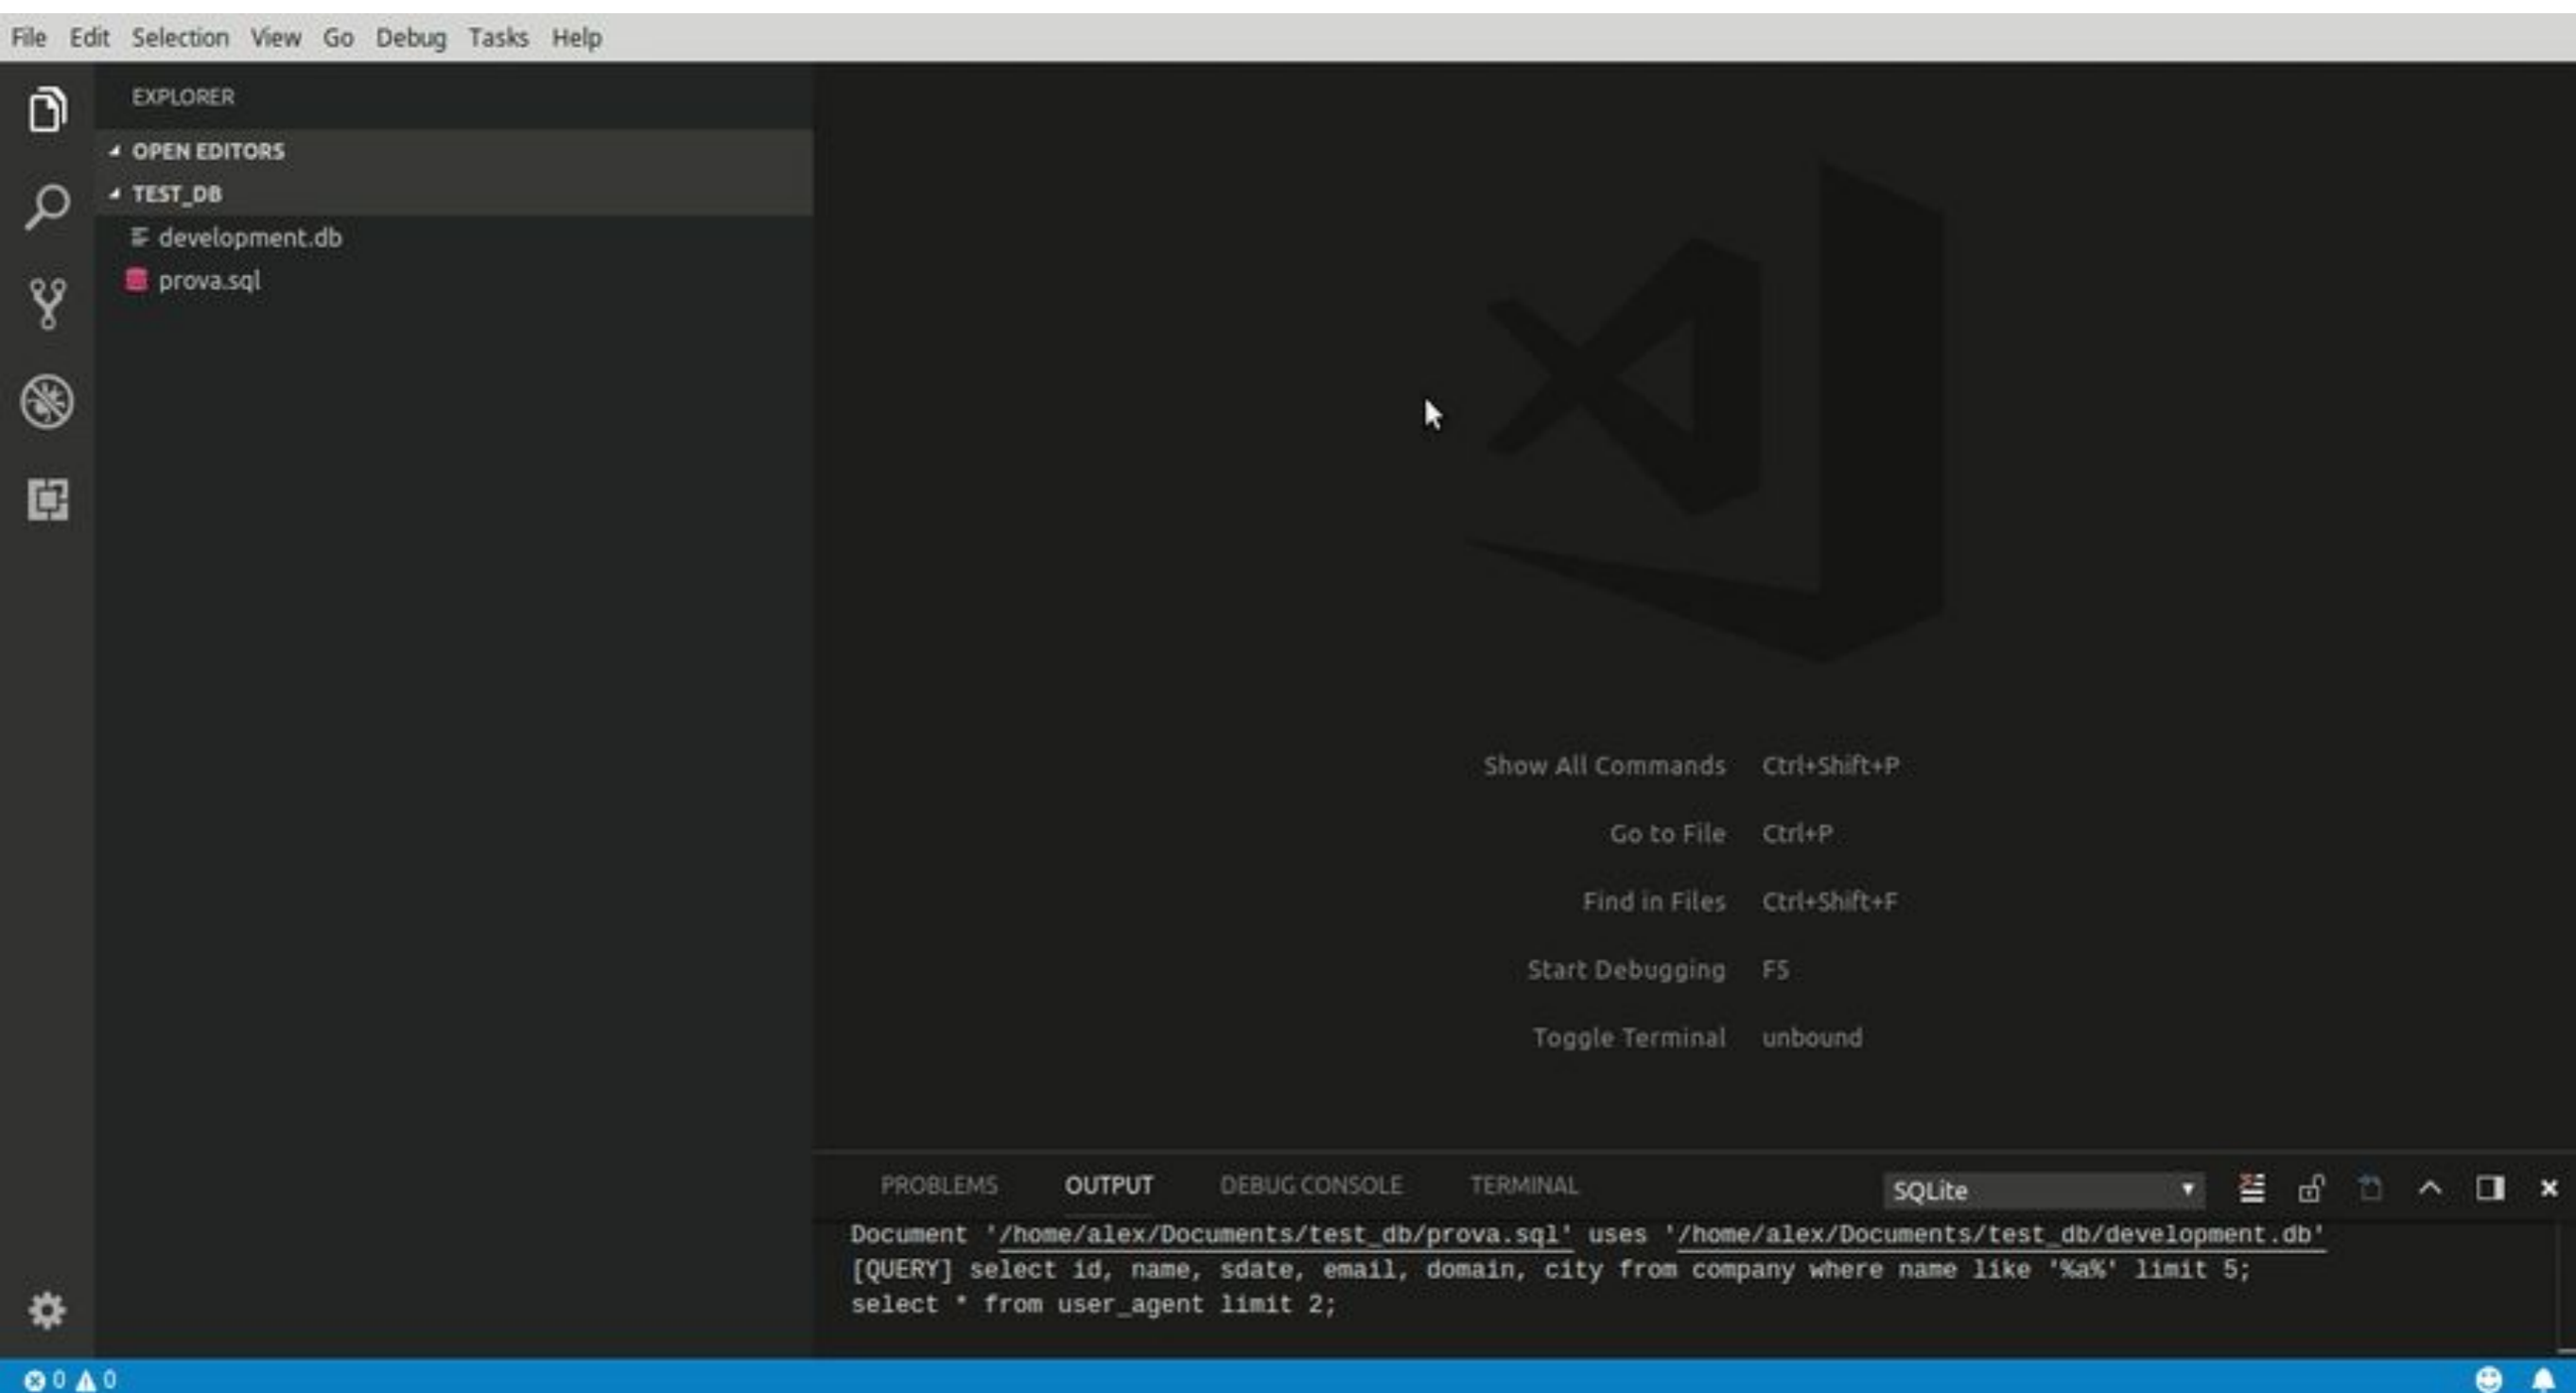 File Edit Selection View Go Debug Tasks Help
EXPLORER
OPEN EDITORS
TEST_DB
development.db
prova.sql
Show All Commands Ctrl+Shift+P
Go to File Ctrl+P
Find in Files Ctrl+Shift+F
Start Debugging F5
Toggle Terminal unbound
PROBLEMS OUTPUT DEBUG CONSOLE TERMINAL SQLite
Document '/home/alex/Documents/test_db/prova.sql' uses '/home/alex/Documents/test_db/development.db'
[QUERY] select id, name, sdate, email, domain, city from company where name like '%a%' limit 5;
select * from user_agent limit 2;
0 0